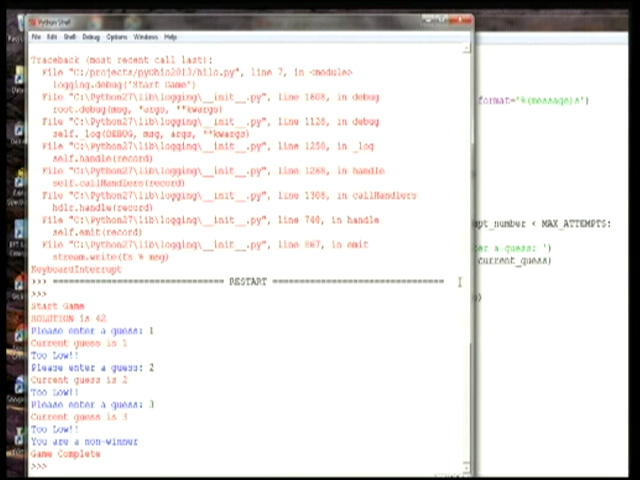 Python Shell
File Edit Shell Debug Options Windows Help
Traceback (most recent call last):
File "C:/projects/pyohio2013/hilo.py", line 7, in <module>
logging.debug('Start Game')
File "C:\Python27\lib\logging\__init__.py", line 1608, in debug
root.debug(msg, *args, **kwargs)
File "C:\Python27\lib\logging\__init__.py", line 1128, in debug
self._log(DEBUG, msg, args, **kwargs)
File "C:\Python27\lib\logging\__init__.py", line 1250, in _log
self.handle(record)
File "C:\Python27\lib\logging\__init__.py", line 1268, in handle
self.callHandlers(record)
File "C:\Python27\lib\logging\__init__.py", line 1308, in callHandlers
hdlr.handle(record)
File "C:\Python27\lib\logging\__init__.py", line 740, in handle
self.emit(record)
File "C:\Python27\lib\logging\__init__.py", line 867, in emit
stream.write(fs % msg)
KeyboardInterrupt
>>> ================================ RESTART ================================
>>>
Start Game
SOLUTION is 42
Please enter a guess: 1
Current guess is 1
Too Low!!
Please enter a guess: 2
Current guess is 2
Too Low!!
Please enter a guess: 3
Current guess is 3
Too Low!!
You are a non-winner
Game Complete
>>>
format='%(message)s')
pt_number < MAX_ATTEMPTS:
er a guess: ')
current_guess)